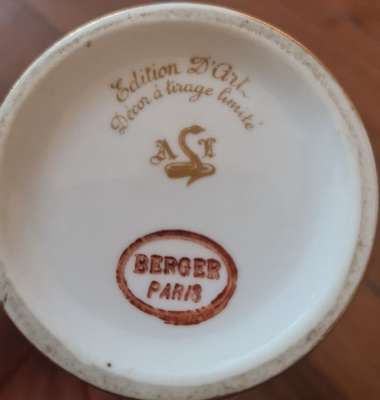 Edition D'Art
Décor à tirage limité
BERGER
PARIS